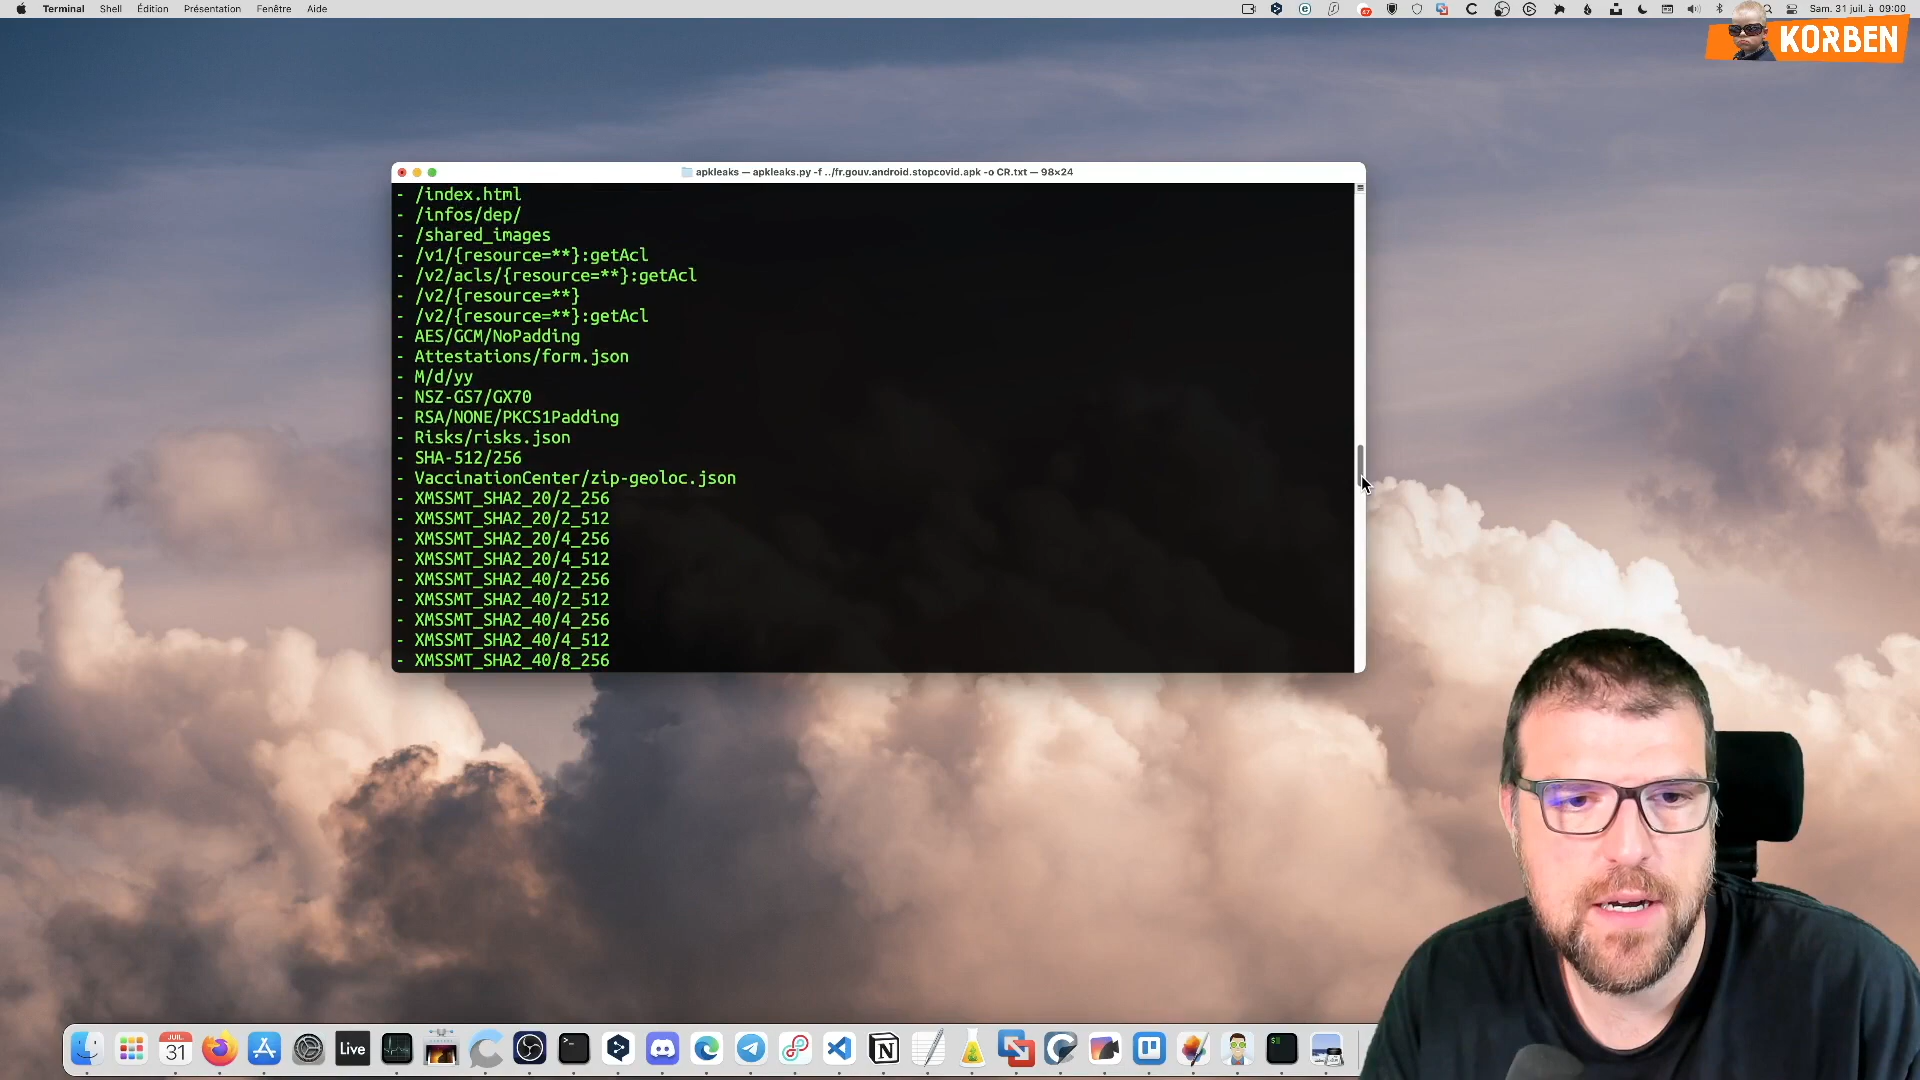 Terminal Shell Édition Présentation Fenêtre Aide
47
Sam. 31 juil. à 09:00
KORBEN
apkleaks — apkleaks.py -f ../fr.gouv.android.stopcovid.apk -o CR.txt — 98×24
- /index.html
- /infos/dep/
- /shared_images
- /v1/{resource=**}:getAcl
- /v2/acls/{resource=**}:getAcl
- /v2/{resource=**}
- /v2/{resource=**}:getAcl
- AES/GCM/NoPadding
- Attestations/form.json
- M/d/yy
- NSZ-GS7/GX70
- RSA/NONE/PKCS1Padding
- Risks/risks.json
- SHA-512/256
- VaccinationCenter/zip-geoloc.json
- XMSSMT_SHA2_20/2_256
- XMSSMT_SHA2_20/2_512
- XMSSMT_SHA2_20/4_256
- XMSSMT_SHA2_20/4_512
- XMSSMT_SHA2_40/2_256
- XMSSMT_SHA2_40/2_512
- XMSSMT_SHA2_40/4_256
- XMSSMT_SHA2_40/4_512
- XMSSMT_SHA2_40/8_256
JUIL.
31
Live